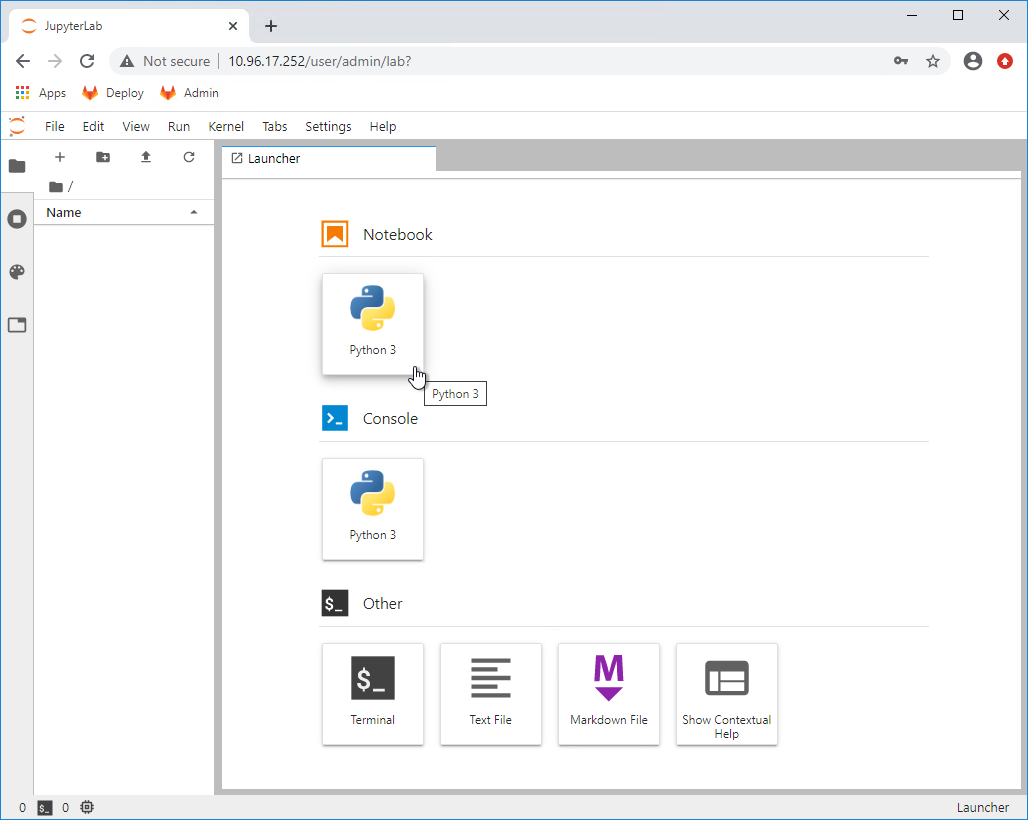 JupyterLab
Not secure 10.96.17.252/user/admin/lab?
Apps Deploy Admin
File Edit View Run Kernel Tabs Settings Help
Launcher
/
Name
Notebook
Python 3
Python 3
Console
Python 3
$_ Other
$_
Terminal Text File Markdown File Show Contextual
Help
0 $_ 0 Launcher